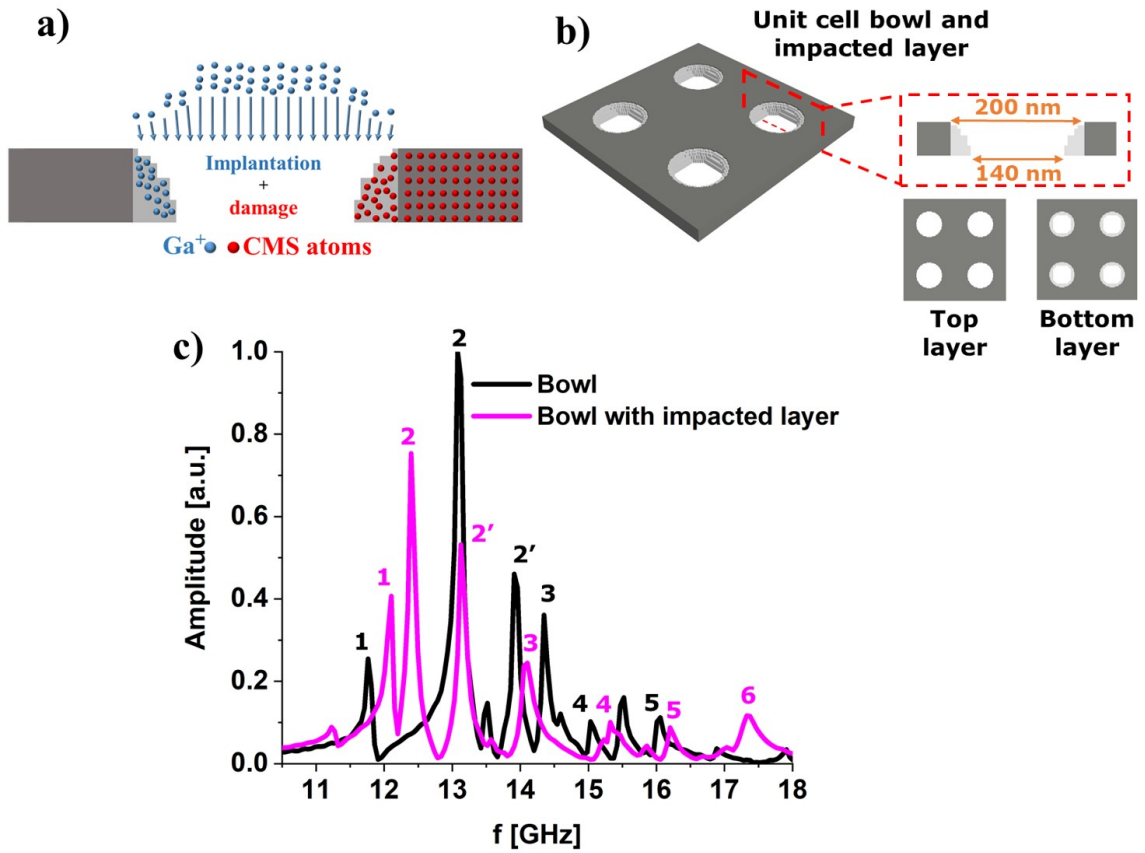 a)
Implantation
+
damage
Ga⁺ CMS atoms
b)
Unit cell bowl and
impacted layer
200 nm
140 nm
Top
layer
Bottom
layer
c)
Bowl
Bowl with impacted layer
1
2
2′
3
4
5
1
2
2′
3
4
5
6
Amplitude [a.u.]
1.0
0.8
0.6
0.4
0.2
0.0
11 12 13 14 15 16 17 18
f [GHz]